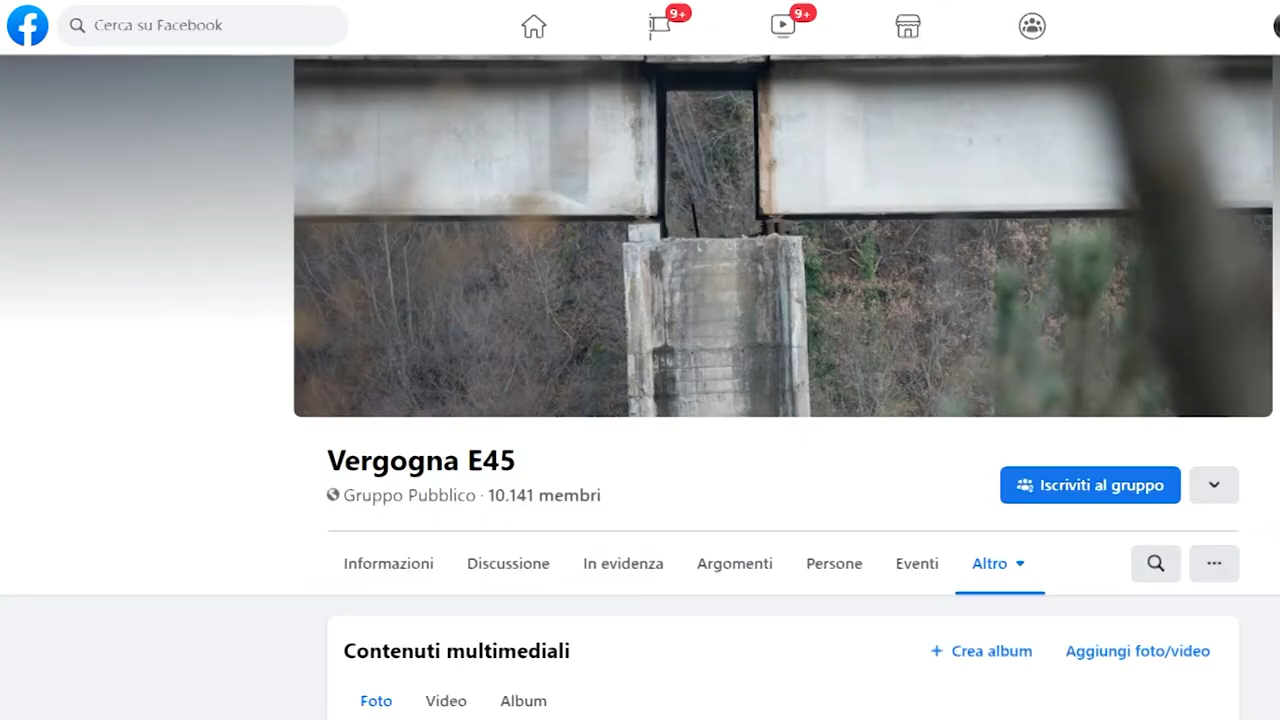 Cerca su Facebook
9+
9+
Vergogna E45
Gruppo Pubblico · 10.141 membri
Iscriviti al gruppo
Informazioni Discussione In evidenza Argomenti Persone Eventi Altro
Contenuti multimediali
+ Crea album Aggiungi foto/video
Foto Video Album